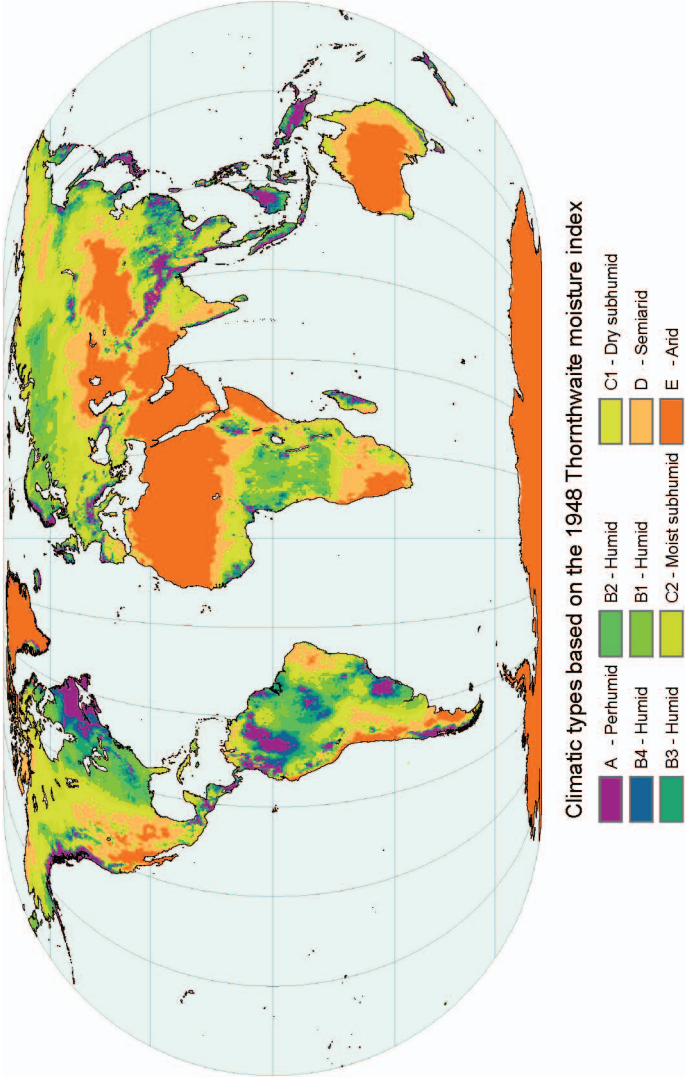 Climatic types based on the 1948 Thornthwaite moisture index
A - Perhumid
B4 - Humid
B3 - Humid
B2 - Humid
B1 - Humid
C2 - Moist subhumid
C1 - Dry subhumid
D - Semiarid
E - Arid